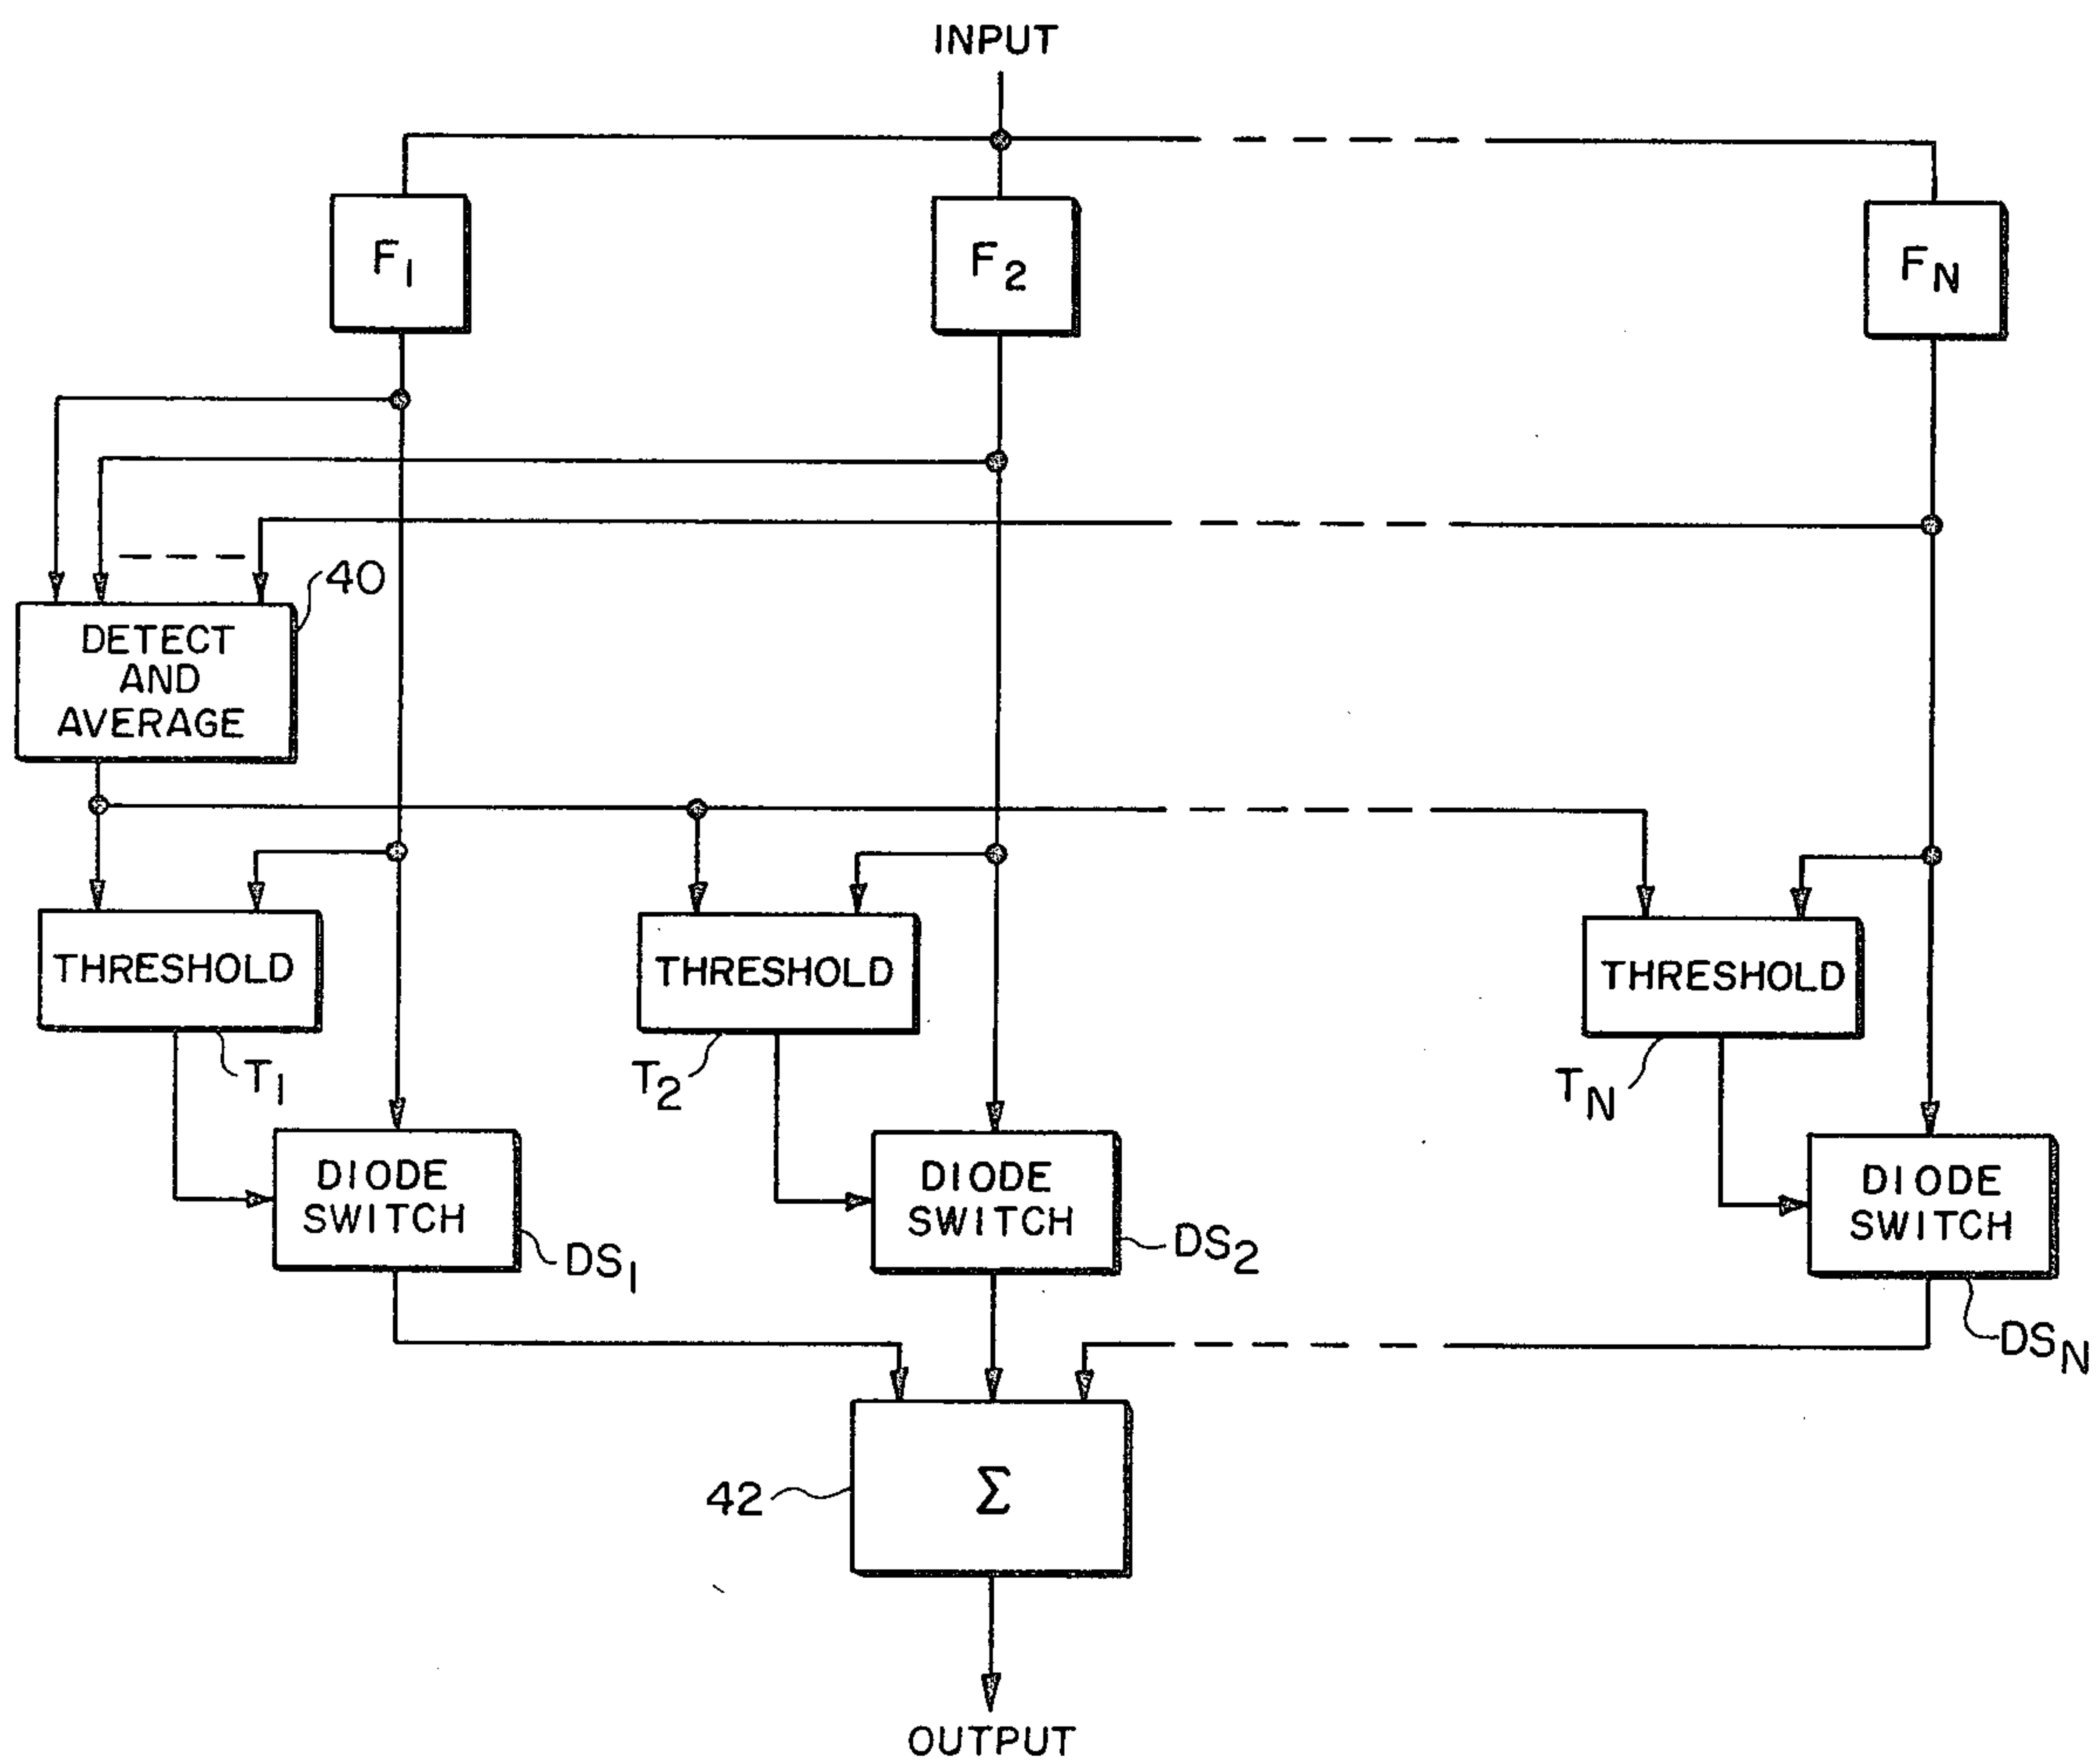 INPUT
F1
F2
FN
40
DETECT
AND
AVERAGE
THRESHOLD
THRESHOLD
THRESHOLD
T1
T2
TN
DIODE
SWITCH
DIODE
SWITCH
DIODE
SWITCH
DS1
DS2
DSN
42
Σ
OUTPUT